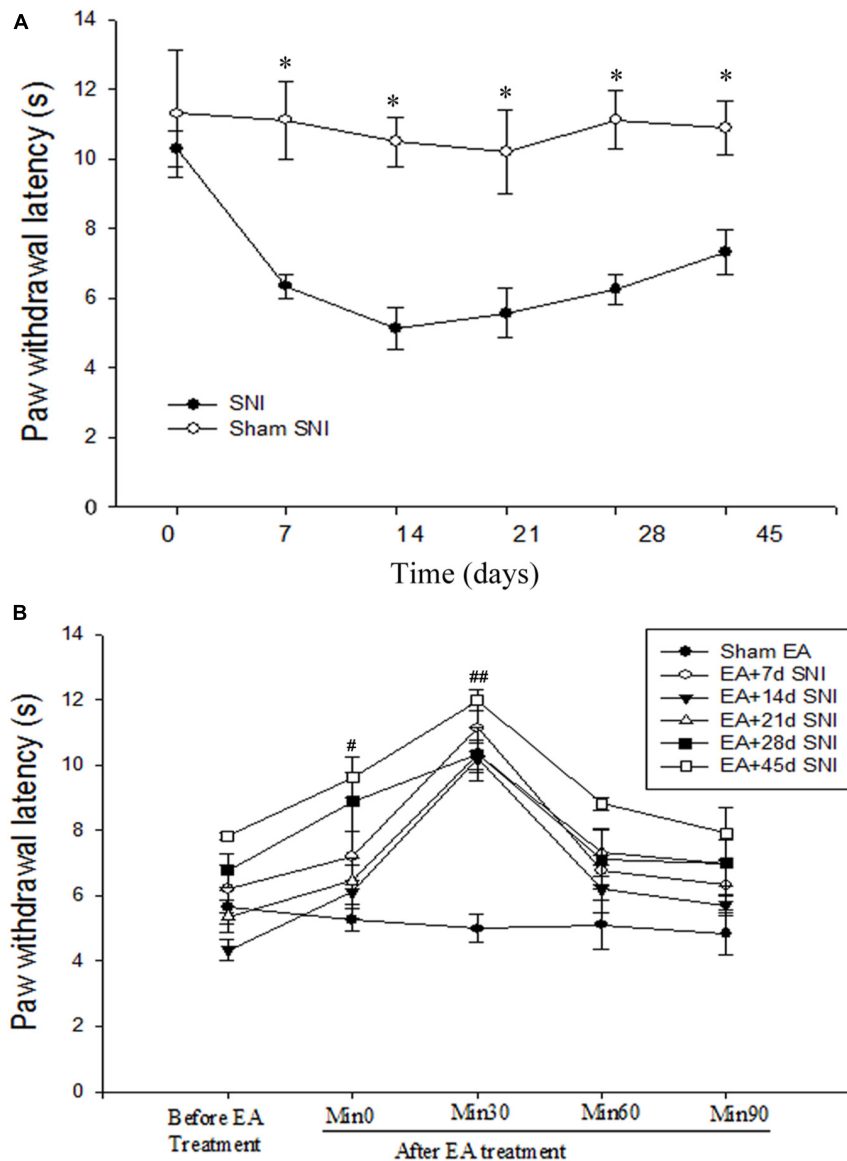 A
Paw withdrawal latency (s)
14
12
10
8
6
4
2
0
*
*
*
*
*
SNI
Sham SNI
0 7 14 21 28 45
Time (days)
B
Paw withdrawal latency (s)
14
12
10
8
6
4
2
0
#
##
Sham EA
EA+7d SNI
EA+14d SNI
EA+21d SNI
EA+28d SNI
EA+45d SNI
Before EA
Treatment
Min0 Min30 Min60 Min90
After EA treatment